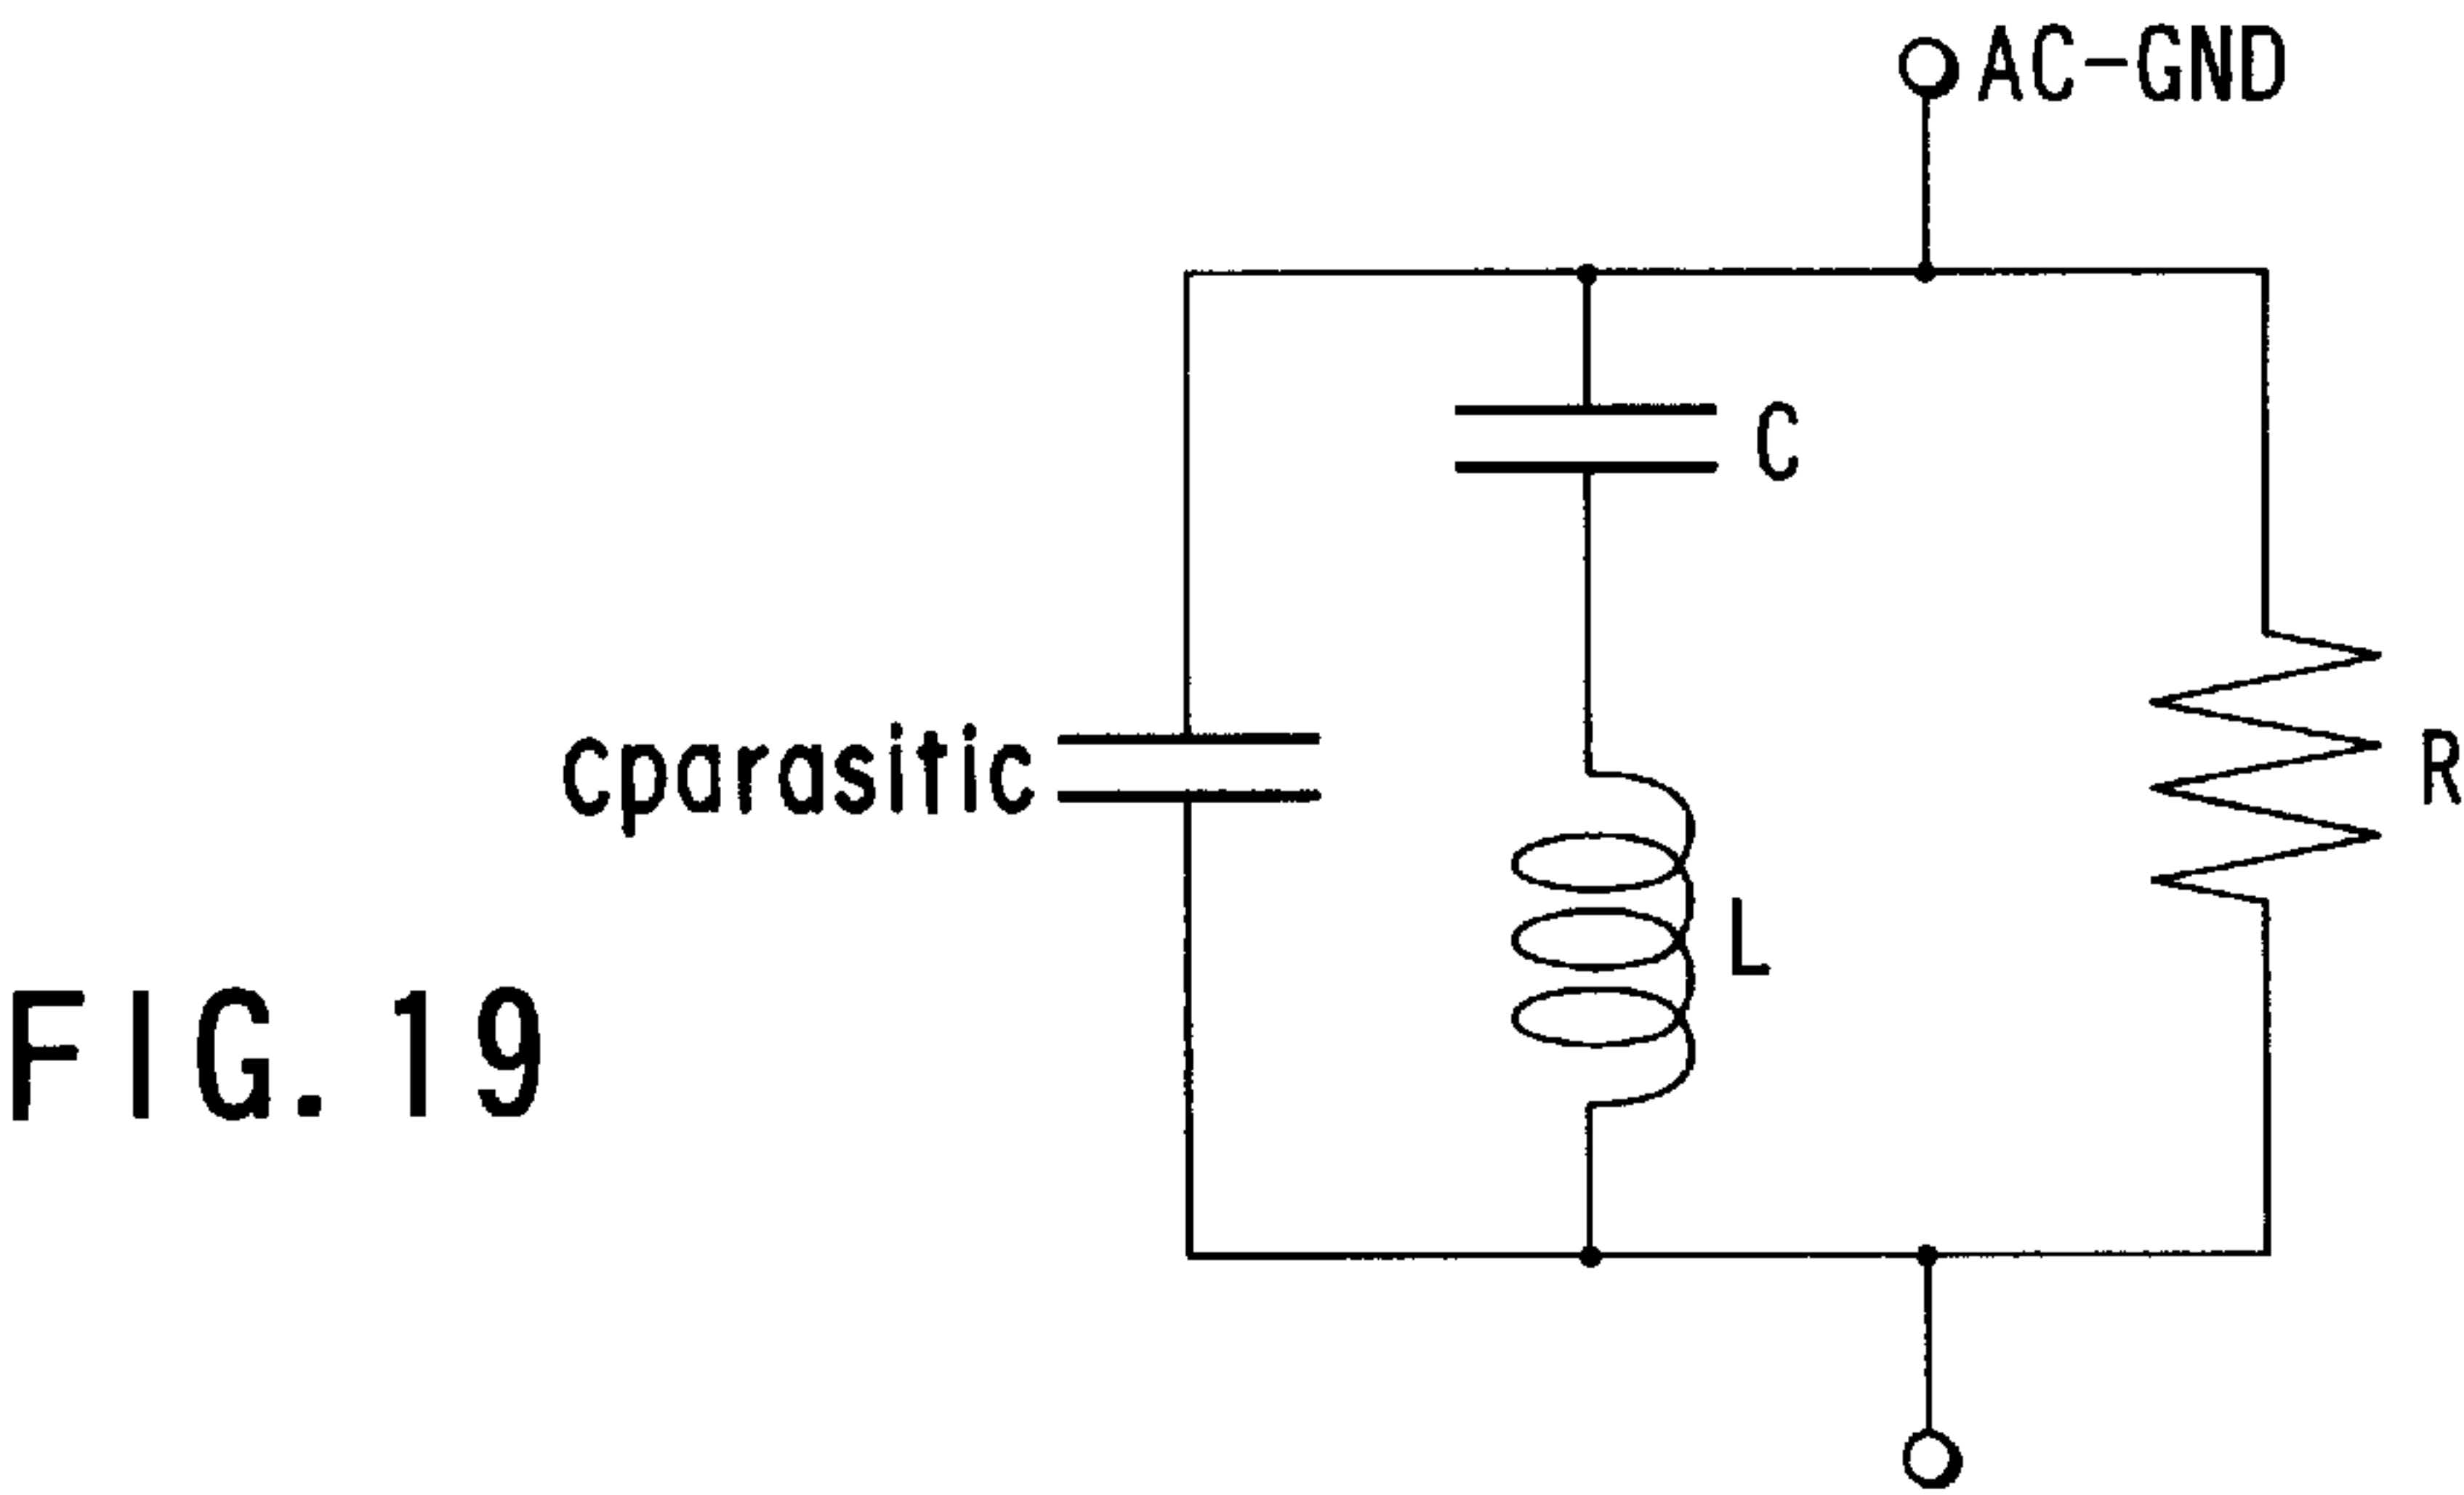 AC-GND
C
cparasitic
R
L
FIG. 19